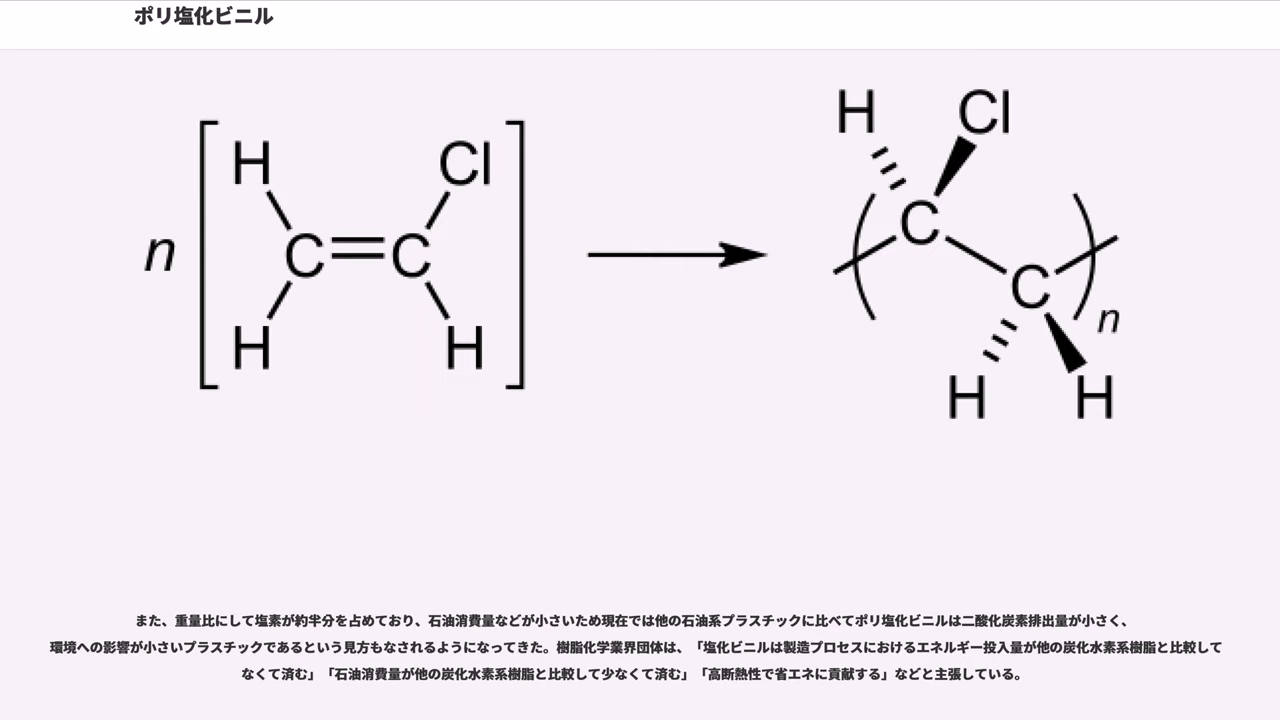 ポリ塩化ビニル
H Cl
H Cl
n C C
C
C
n
H H
H H
また、重量比にして塩素が約半分を占めており、石油消費量などが小さいため現在では他の石油系プラスチックに比べてポリ塩化ビニルは二酸化炭素排出量が小さく、
環境への影響が小さいプラスチックであるという見方もなされるようになってきた。樹脂化学業界団体は、「塩化ビニルは製造プロセスにおけるエネルギー投入量が他の炭化水素系樹脂と比較して
なくて済む」「石油消費量が他の炭化水素系樹脂と比較して少なくて済む」「高断熱性で省エネに貢献する」などと主張している。